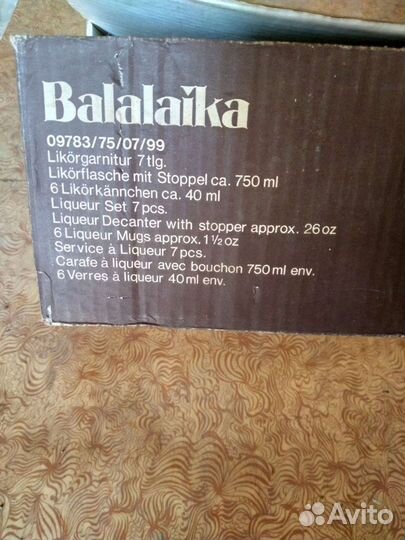 Balalaika
09783/75/07/99
Likörgarnitur 7tlg.
Likörflasche mit Stoppel ca. 750 ml
6 Likörkännchen ca. 40 ml
Liqueur Set 7 pcs.
Liqueur Decanter with stopper approx. 26 oz
6 Liqueur Mugs approx. 1½ oz
Service à Liqueur 7 pcs.
Carafe à liqueur avec bouchon 750 ml env.
6 Verres à liqueur 40 ml env.
Avito